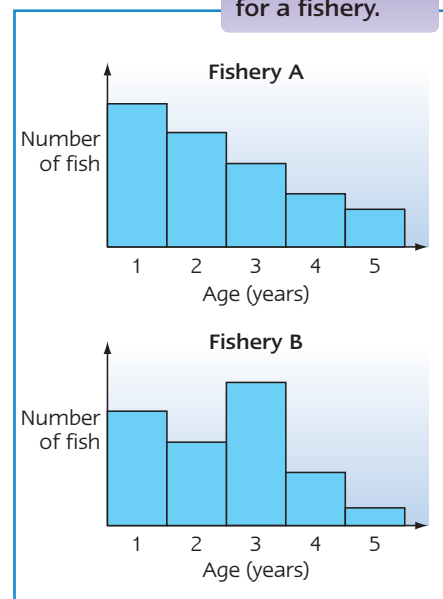 for a fishery.
Fishery A
Number
of fish
1 2 3 4 5
Age (years)
Fishery B
Number
of fish
1 2 3 4 5
Age (years)